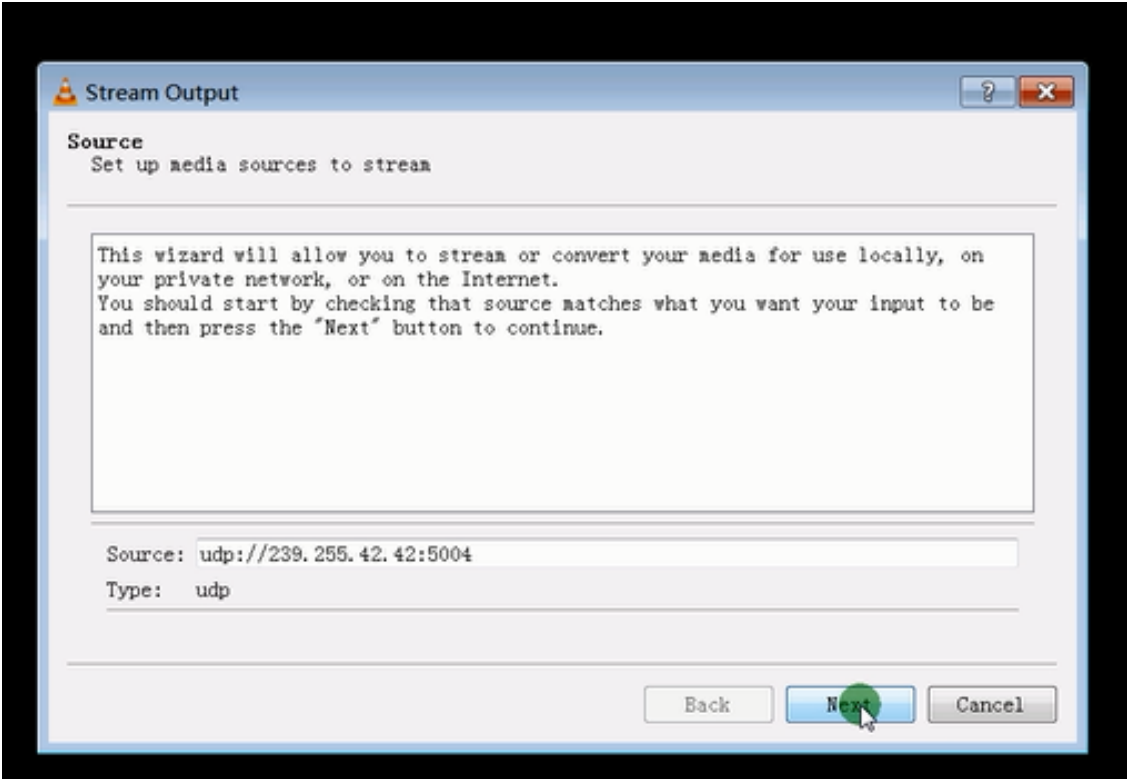 Stream Output
?
Source
Set up media sources to stream
This wizard will allow you to stream or convert your media for use locally, on
your private network, or on the Internet.
You should start by checking that source matches what you want your input to be
and then press the "Next" button to continue.
Source: udp://239.255.42.42:5004
Type: udp
Back Next Cancel